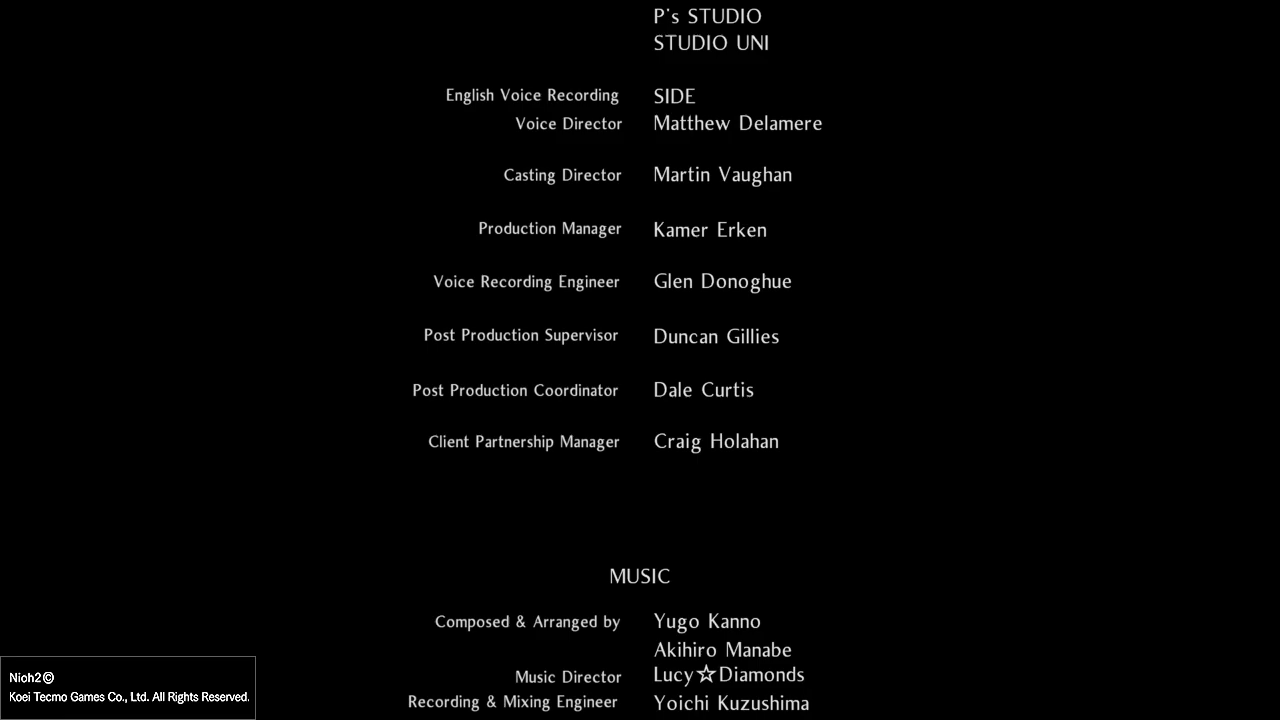 P's STUDIO
STUDIO UNI
English Voice Recording SIDE
Voice Director Matthew Delamere
Casting Director Martin Vaughan
Production Manager Kamer Erken
Voice Recording Engineer Glen Donoghue
Post Production Supervisor Duncan Gillies
Post Production Coordinator Dale Curtis
Client Partnership Manager Craig Holahan
MUSIC
Composed & Arranged by Yugo Kanno
Akihiro Manabe
Music Director Lucy☆Diamonds
Recording & Mixing Engineer Yoichi Kuzushima
Nioh2©
Koei Tecmo Games Co., Ltd. All Rights Reserved.